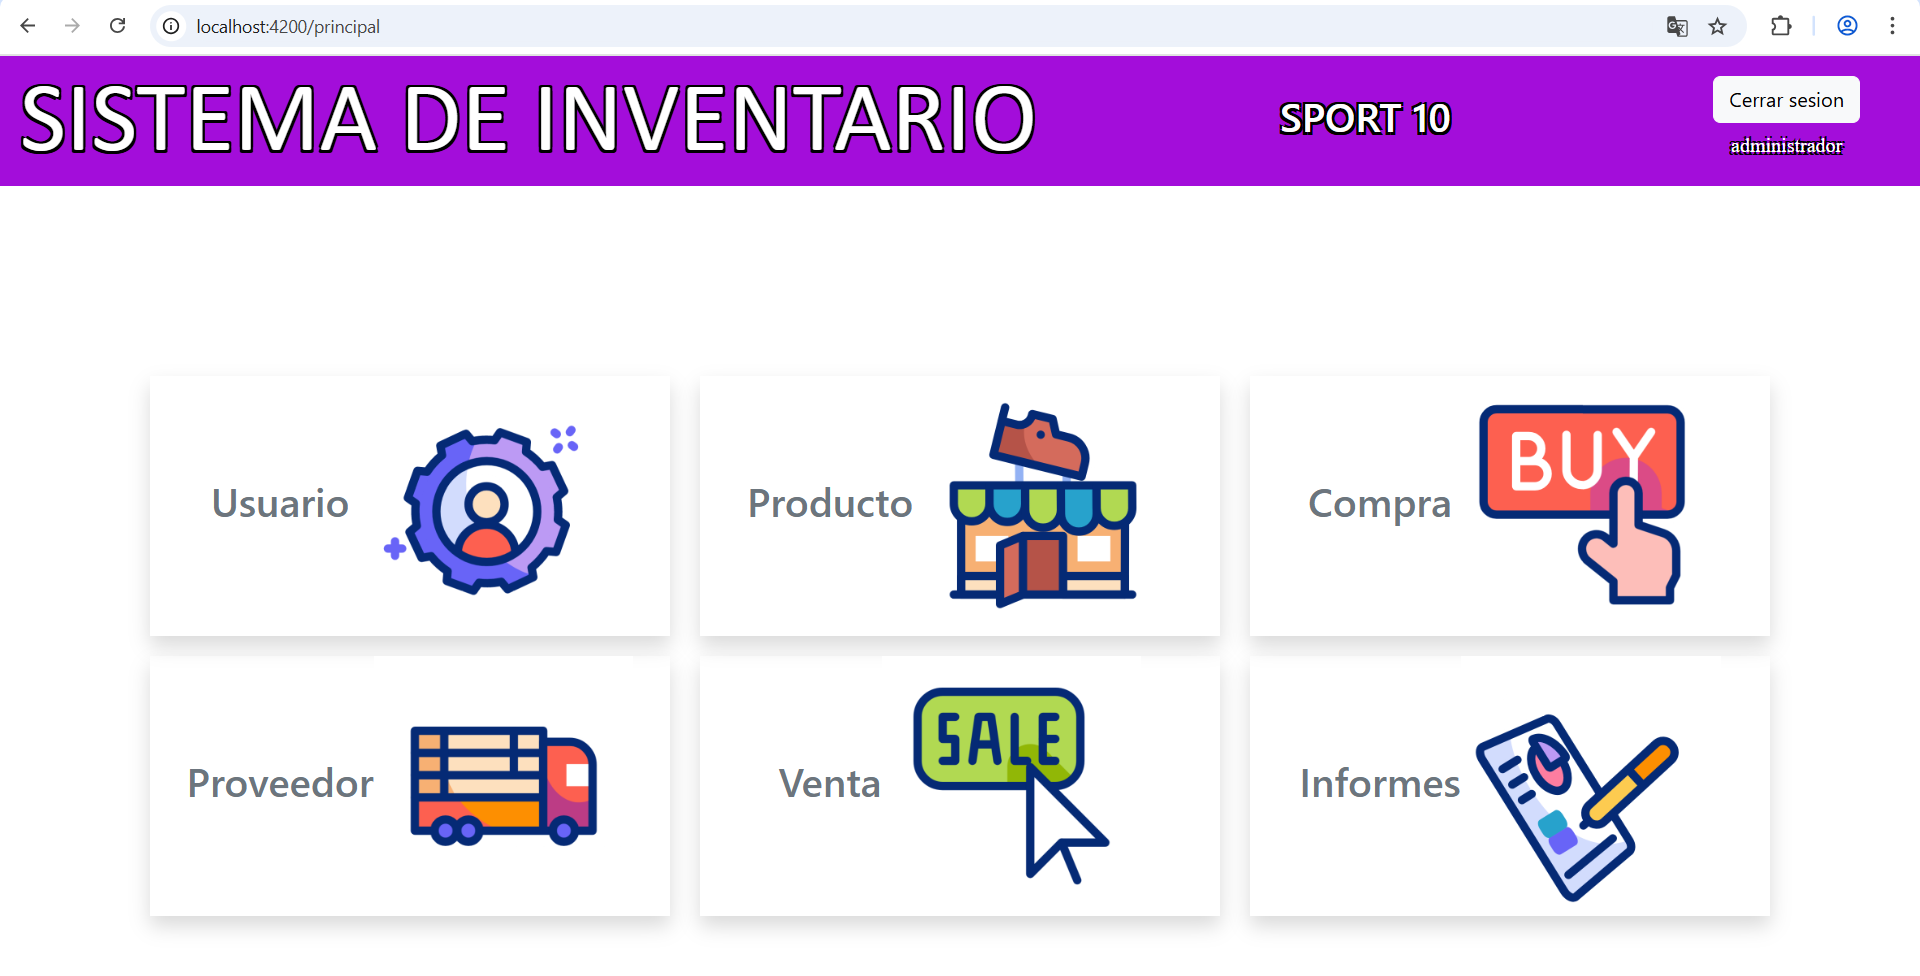 localhost:4200/principal
SISTEMA DE INVENTARIO
SPORT 10
Cerrar sesion
administrador
Usuario
Producto
Compra
BUY
Proveedor
Venta
SALE
Informes